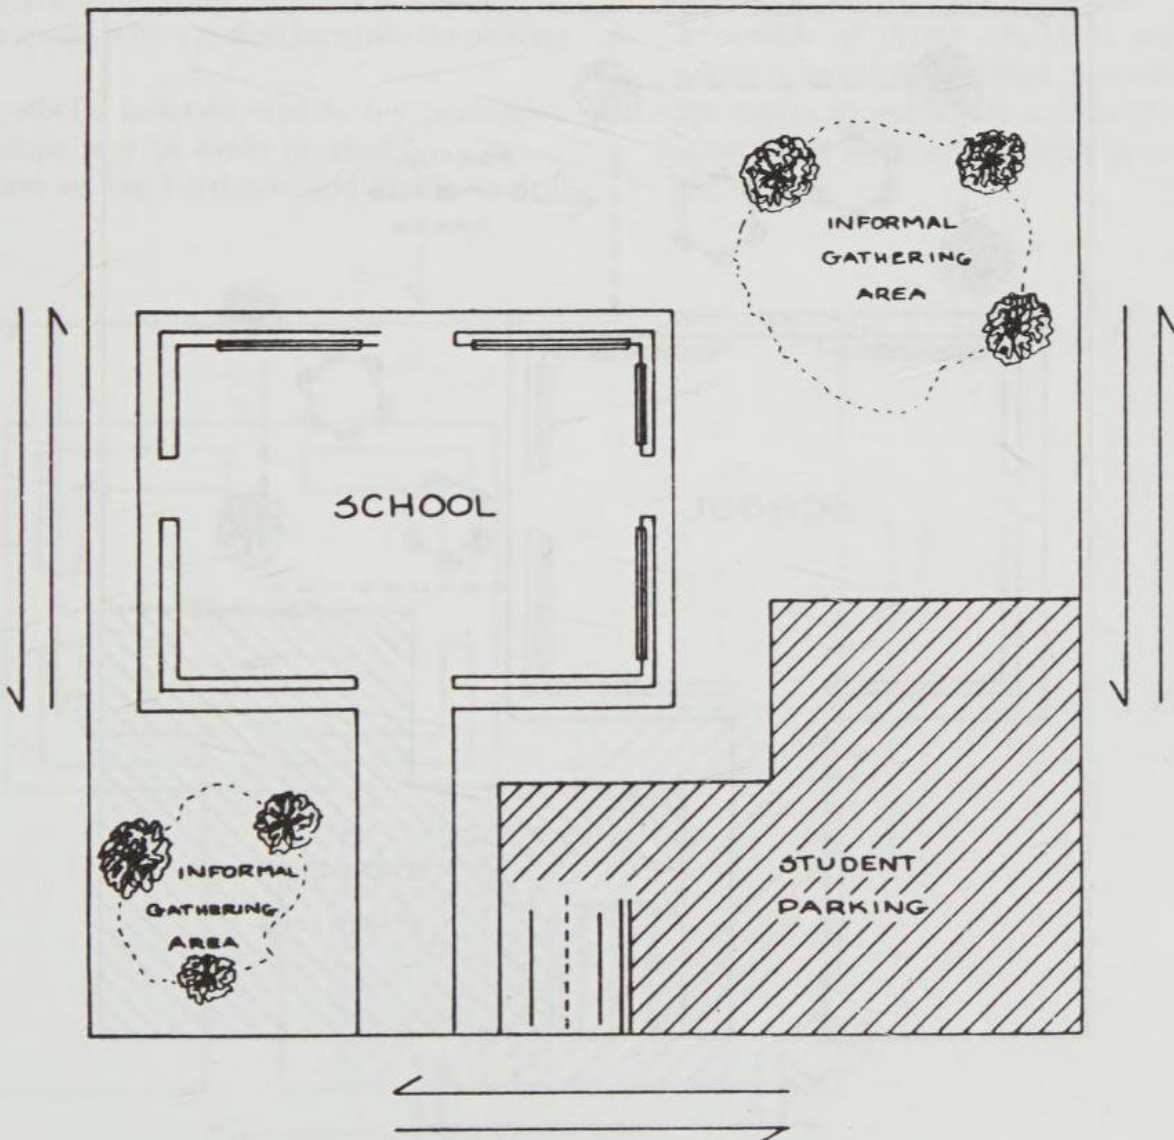 INFORMAL
GATHERING
AREA
SCHOOL
STUDENT
PARKING
INFORMAL
GATHERING
AREA